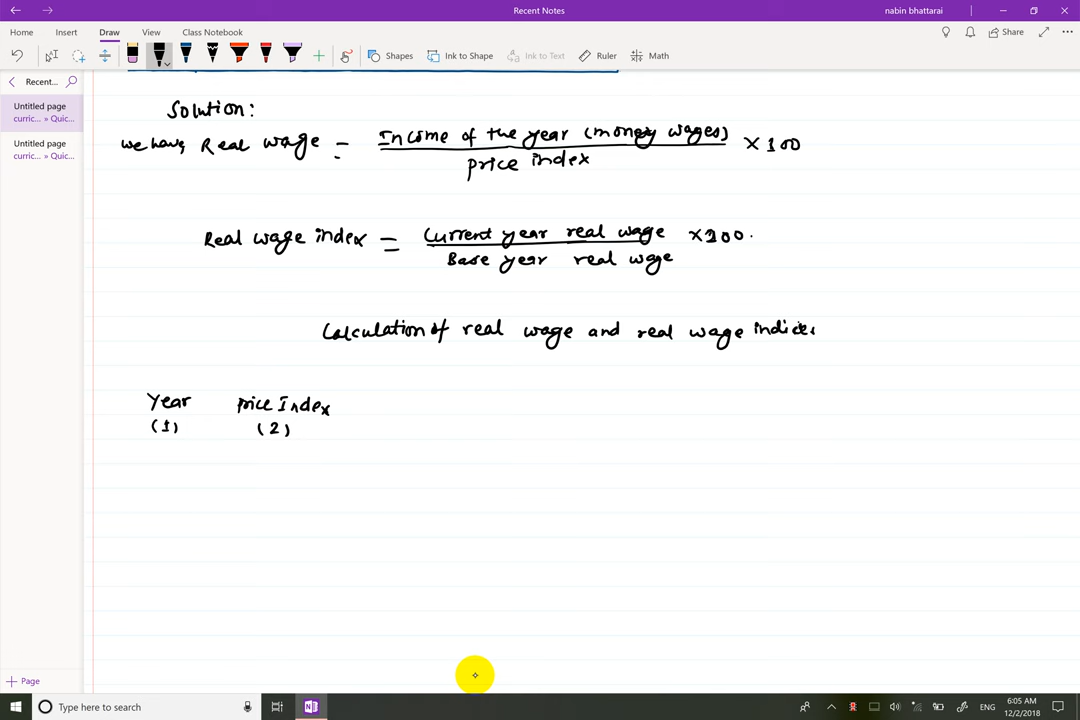 Recent Notes
nabin bhattarai
Home Insert Draw View Class Notebook
Share
Shapes Ink to Shape Ink to Text Ruler Math
Recent...
Untitled page
curric... » Quic...
Untitled page
curric... » Quic...
Solution:
We have, Real wage = Income of the year (money wages) / price index × 100
Real wage index = Current year real wage / Base year real wage × 100.
Calculation of real wage and real wage indices
Year Price Index
(1) (2)
+ Page
Type here to search
ENG
6:05 AM
12/2/2018